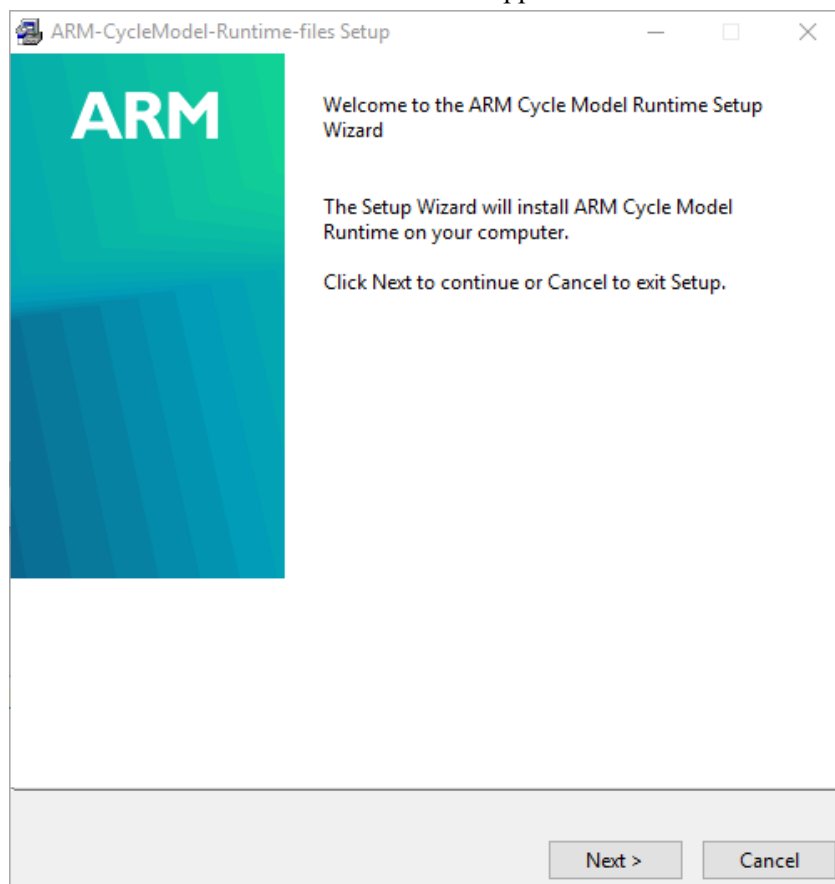 ARM-CycleModel-Runtime-files Setup
ARM
Welcome to the ARM Cycle Model Runtime Setup
Wizard
The Setup Wizard will install ARM Cycle Model
Runtime on your computer.
Click Next to continue or Cancel to exit Setup.
Next >
Cancel